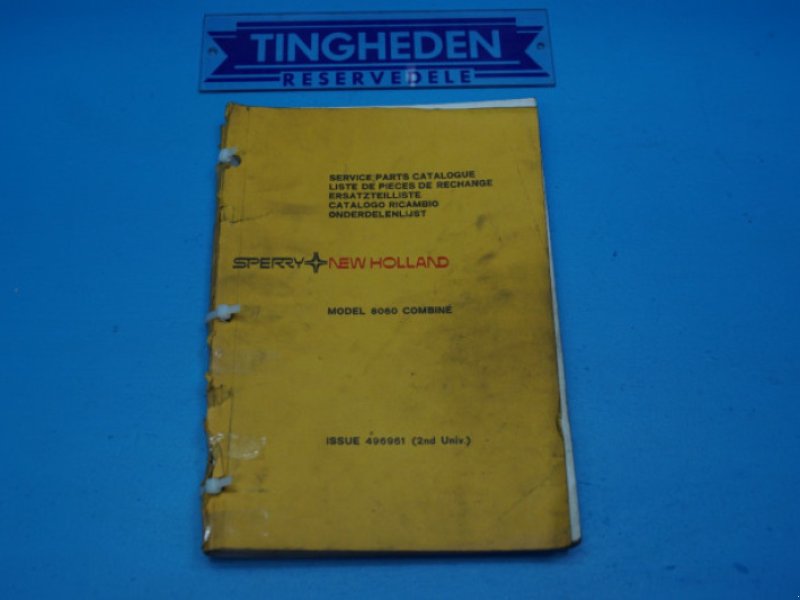 TINGHEDEN
RESERVEDELE
SERVICE PARTS CATALOGUE
LISTE DE PIECES DE RECHANGE
ERSATZTEILLISTE
CATALOGO RICAMBIO
ONDERDELENLIJST
SPERRY NEW HOLLAND
MODEL 8060 COMBINE
ISSUE 496961 (2nd Univ.)